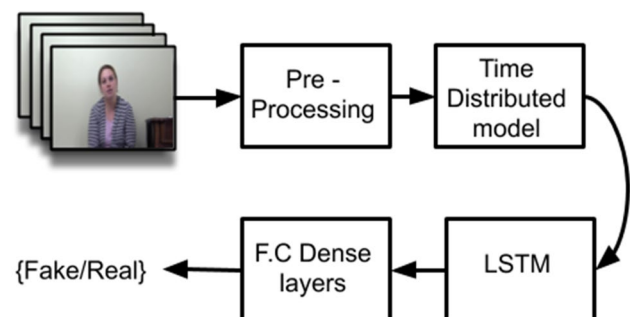 Pre -
Processing
Time
Distributed
model
LSTM
F.C Dense
layers
{Fake/Real}